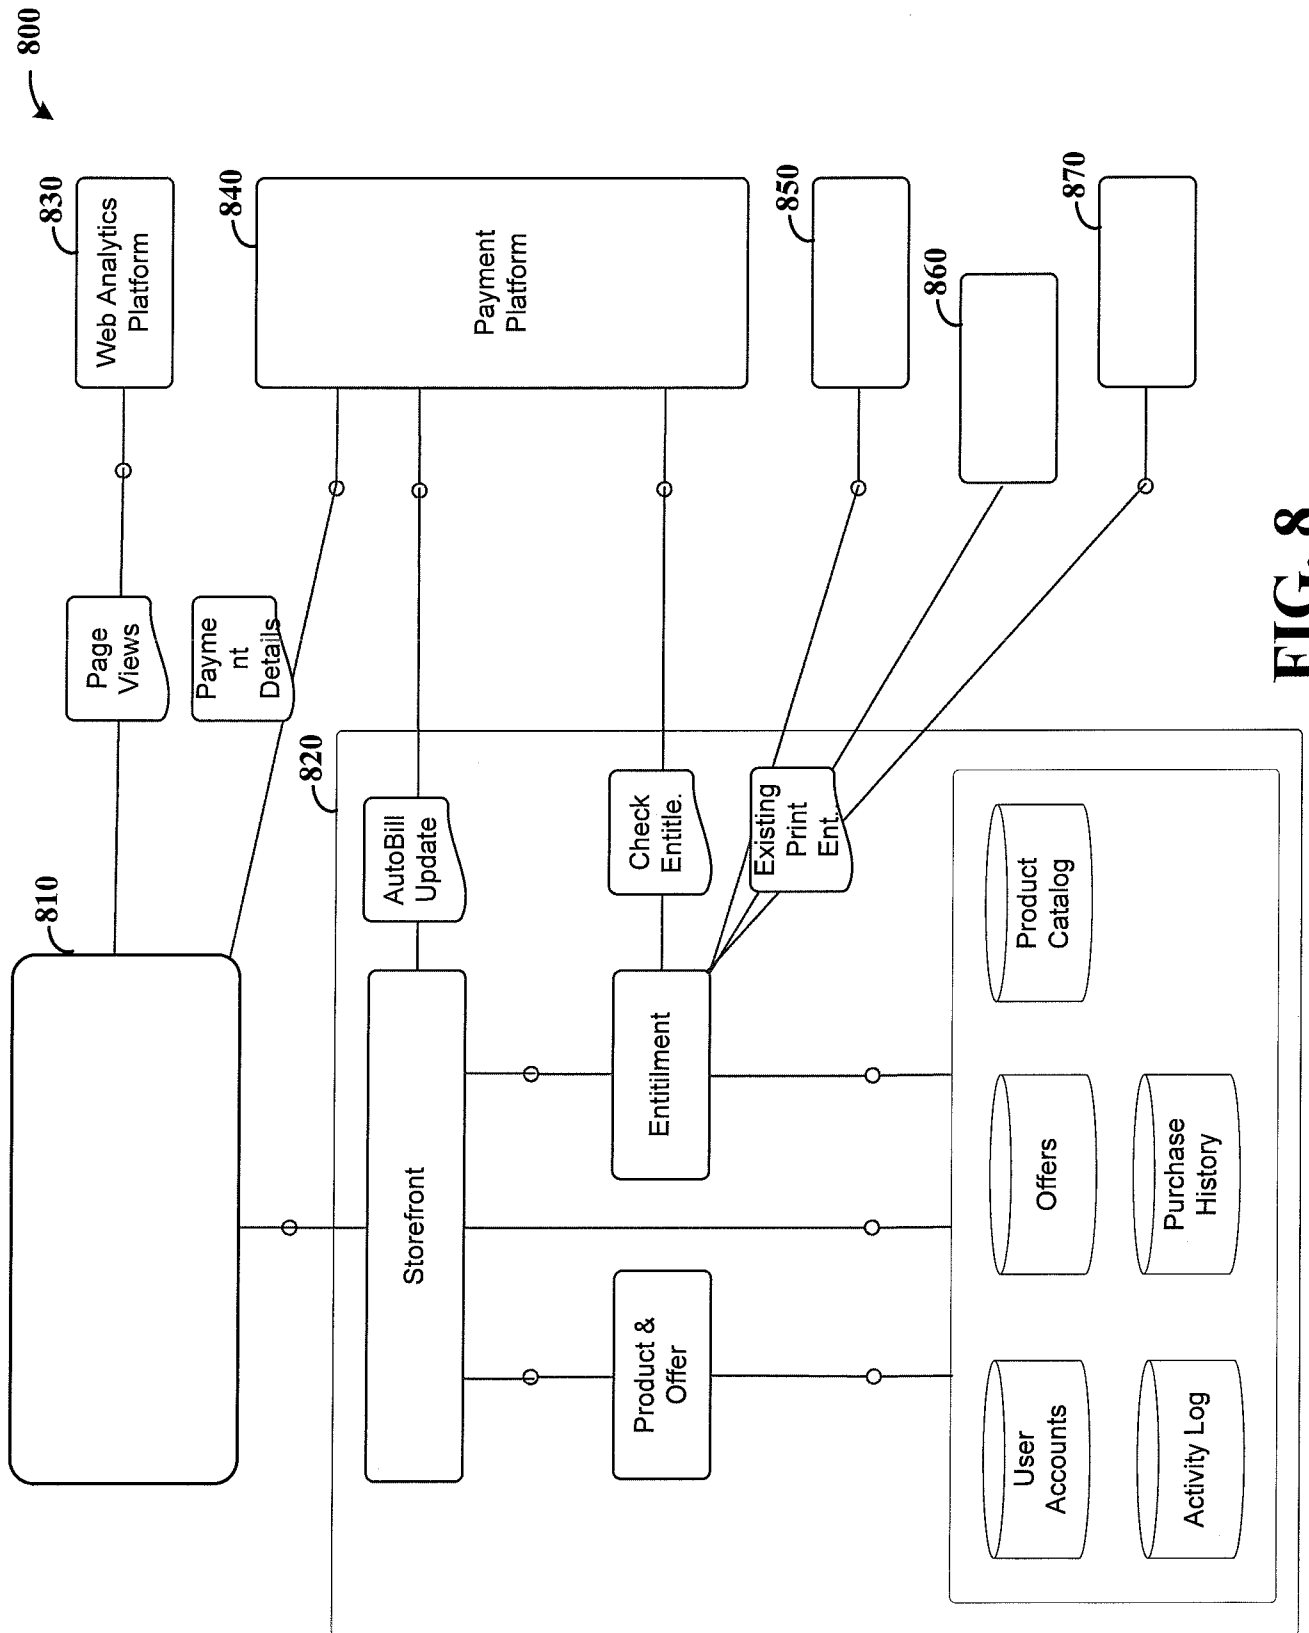 800
810
Page
Views
830
Web Analytics
Platform
Payme
nt
Details
840
Payment
Platform
820
Storefront
AutoBill
Update
Product &
Offer
Entitilment
Check
Entitle.
Existing
Print
Ent.
850
860
870
User
Accounts
Offers
Product
Catalog
Activity Log
Purchase
History
FIG. 8